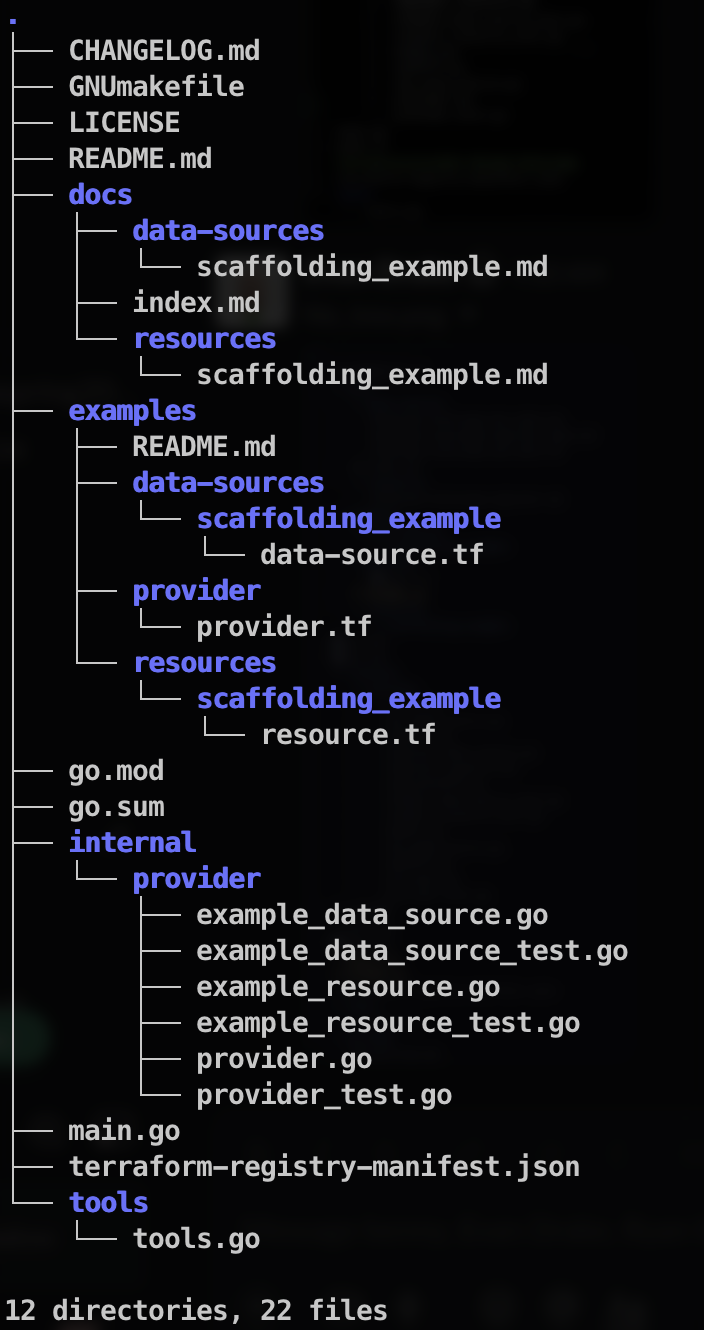 .
├── CHANGELOG.md
├── GNUmakefile
├── LICENSE
├── README.md
├── docs
│   ├── data-sources
│   │   └── scaffolding_example.md
│   ├── index.md
│   └── resources
│       └── scaffolding_example.md
├── examples
│   ├── README.md
│   ├── data-sources
│   │   └── scaffolding_example
│   │       └── data-source.tf
│   ├── provider
│   │   └── provider.tf
│   └── resources
│       └── scaffolding_example
│           └── resource.tf
├── go.mod
├── go.sum
├── internal
│   └── provider
│       ├── example_data_source.go
│       ├── example_data_source_test.go
│       ├── example_resource.go
│       ├── example_resource_test.go
│       ├── provider.go
│       └── provider_test.go
├── main.go
├── terraform-registry-manifest.json
└── tools
    └── tools.go

12 directories, 22 files